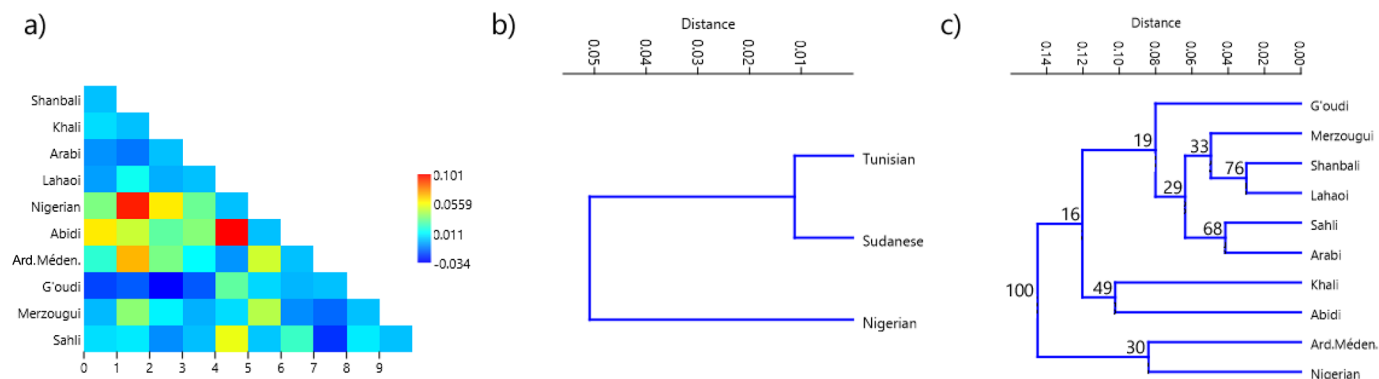 a)
Shanbali
Khali
Arabi
Lahaoi
Nigerian
Abidi
Ard.Méden.
G'oudi
Merzougui
Sahli
0 1 2 3 4 5 6 7 8 9
0.101
0.0559
0.011
-0.034
b)
Distance
0.05 0.04 0.03 0.02 0.01
Tunisian
Sudanese
Nigerian
c)
Distance
0.14 0.12 0.10 0.08 0.06 0.04 0.02 0.00
G'oudi
Merzougui
Shanbali
Lahaoi
Sahli
Arabi
Khali
Abidi
Ard.Méden.
Nigerian
19
33
76
29
16
68
49
100
30